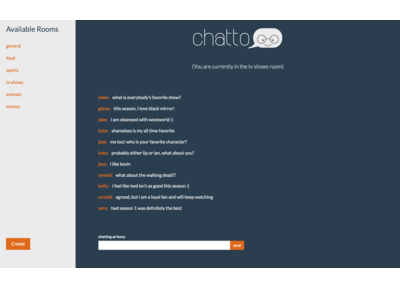 Available Rooms
general
food
sports
tv shows
animals
movies
Create
chatto
(You are currently in the tv shows room)
what is everybody's favorite show?
this season, I love black mirror!
jake: I am obsessed with westworld :)
kate: shameless is my all time favorite
me too! who is your favorite character?
kate: probably either lip or ian, what about you?
I like kevin
arnold: what about the walking dead!?
kelly: I feel like twd isn't as good this season :(
arnold: agreed, but I am a loyal fan and will keep watching
twd season 1 was definitely the best
chatting as fuzzy
send